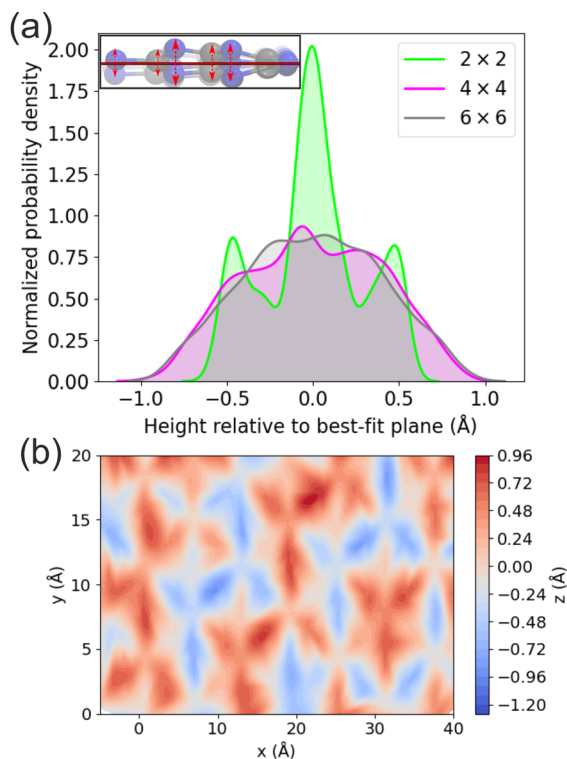 (a)
2 × 2
4 × 4
6 × 6
2.00
1.75
1.50
1.25
1.00
0.75
0.50
0.25
0.00
Normalized probability density
−1.0 −0.5 0.0 0.5 1.0
Height relative to best-fit plane (Å)
(b)
20
15
10
5
0
y (Å)
0 10 20 30 40
x (Å)
0.96
0.72
0.48
0.24
0.00
−0.24
−0.48
−0.72
−0.96
−1.20
z (Å)